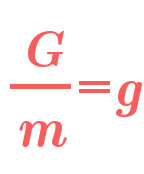 G/m = g